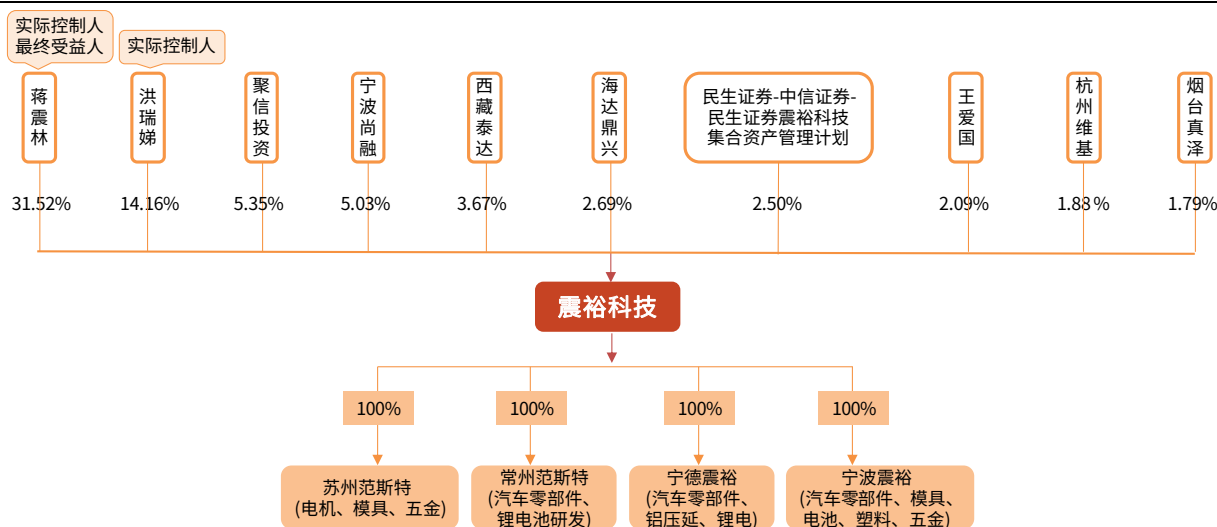 实际控制人
最终受益人
实际控制人
蒋震林
洪瑞娣
聚信投资
宁波尚融
西藏泰达
海达鼎兴
民生证券-中信证券-
民生证券震裕科技
集合资产管理计划
王爱国
杭州维基
烟台真泽
31.52%
14.16%
5.35%
5.03%
3.67%
2.69%
2.50%
2.09%
1.88%
1.79%
震裕科技
100%
100%
100%
100%
苏州范斯特
(电机、模具、五金)
常州范斯特
(汽车零部件、
锂电池研发)
宁德震裕
(汽车零部件、
铝压延、锂电)
宁波震裕
(汽车零部件、模具、
电池、塑料、五金)